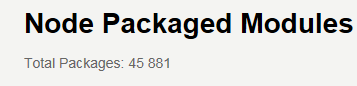 Node Packaged Modules
Total Packages: 45 881